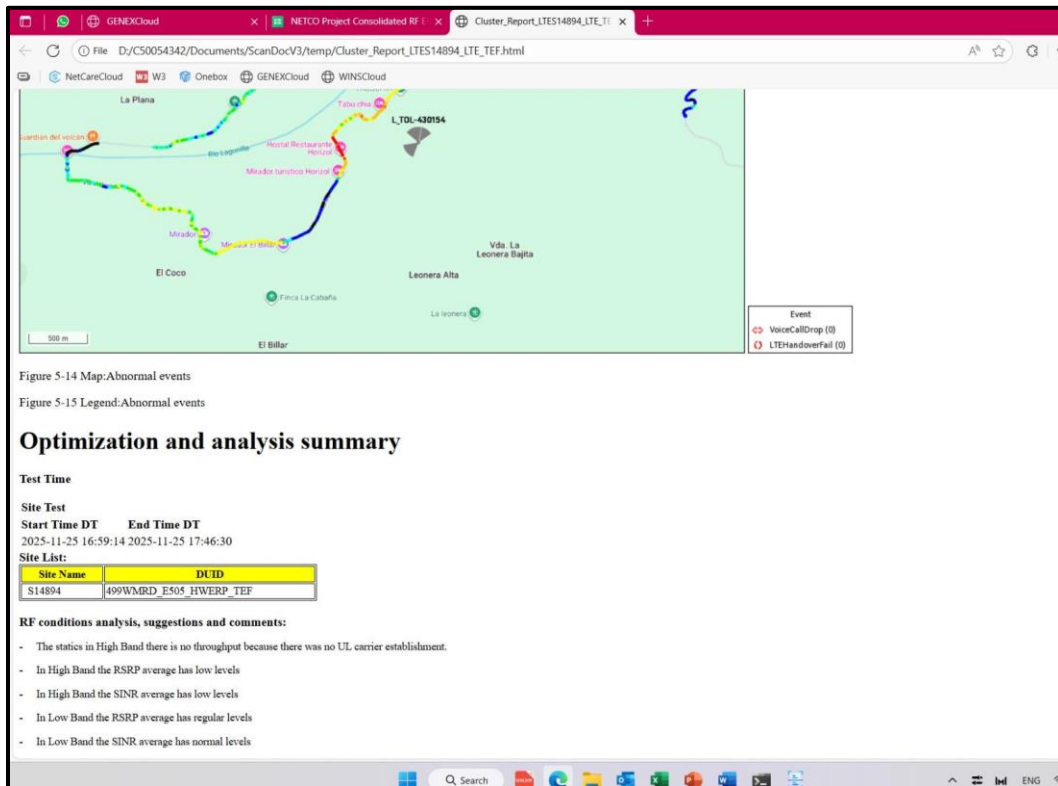 GENEXCloud
NETCO Project Consolidated RF E
Cluster_Report_LTES14894_LTE_TE
File
D:/C50054342/Documents/ScanDocV3/temp/Cluster_Report_LTES14894_LTE_TEF.html
NetCareCloud
W3 W3
Onebox
GENEXCloud
WINSCloud
La Plana
Tabu chia
L_TOL-430154
Guardian del volcan
Rio Lagunilla
Hostal Restaurante Horizol
Mirador turistico Horizol
Mirador
Mirador El Billar
Vda. La
Leonera Bajita
El Coco
Leonera Alta
Finca La Cabaña
La leonera
500 m
El Billar
Event
VoiceCallDrop (0)
LTEHandoverFail (0)
Figure 5-14 Map:Abnormal events
Figure 5-15 Legend:Abnormal events
Optimization and analysis summary
Test Time
Site Test
Start Time DT End Time DT
2025-11-25 16:59:14 2025-11-25 17:46:30
Site List:
Site Name DUID
S14894 499WMRD_E505_HWERP_TEF
RF conditions analysis, suggestions and comments:
- The statics in High Band there is no throughput because there was no UL carrier establishment.
- In High Band the RSRP average has low levels
- In High Band the SINR average has low levels
- In Low Band the RSRP average has regular levels
- In Low Band the SINR average has normal levels
Search
ENG